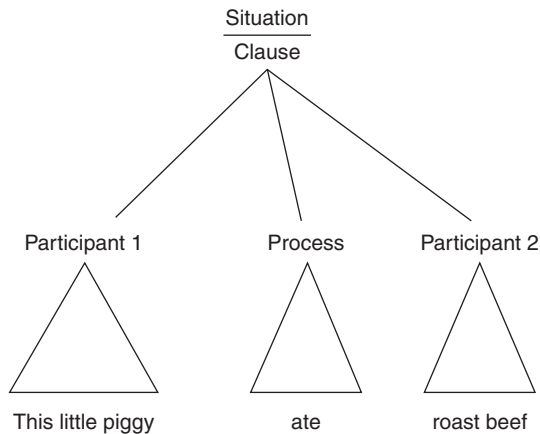 Situation
Clause
Participant 1 Process Participant 2
This little piggy ate roast beef